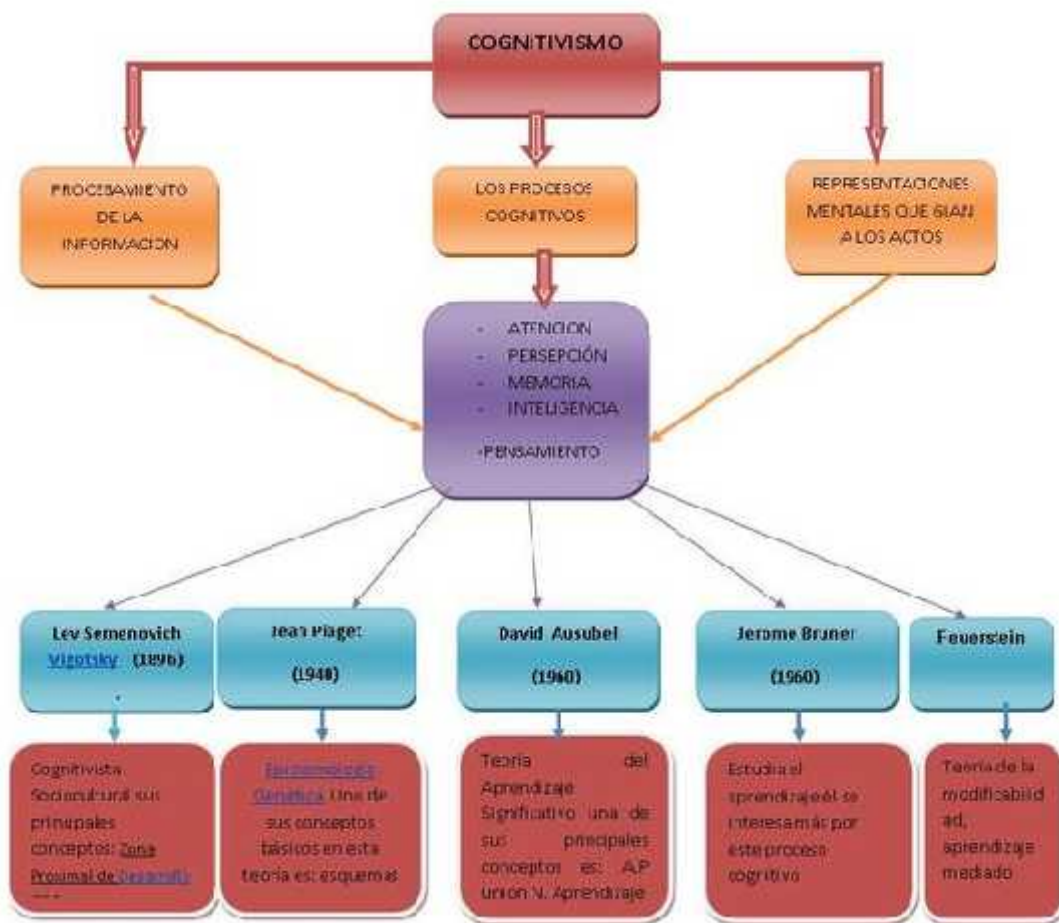 COGNITIVISMO
PROCESAMIENTO
DE LA
INFORMACION
LOS PROCESOS
COGNITIVOS
REPRESENTACIONES
MENTALES QUE GIAN
A LOS ACTOS
- ATENCION
- PERSEPCIÓN
- MEMORIA
- INTELIGENCIA
-PENSAMIENTO
Lev Semenovich
Vigotsky (1896)
.
Jean Piaget
(1940)
David Ausubel
(1960)
Jerome Bruner
(1960)
Feuerstein
Cognitivista
Sociocultural sus
principales
conceptos: Zona
Proximal de Desarrollo
Epistemología
Genética Una de
sus conceptos
básicos en esta
teoría es: esquemas
Teoría del
Aprendizaje
Significativo una de
sus principales
conceptos es: A.P
union N. Aprendizaje
Estudia el
aprendizaje él se
interesa más por
este proceso
cognitivo
Teoría de la
modificabilid
ad,
aprendizaje
mediado